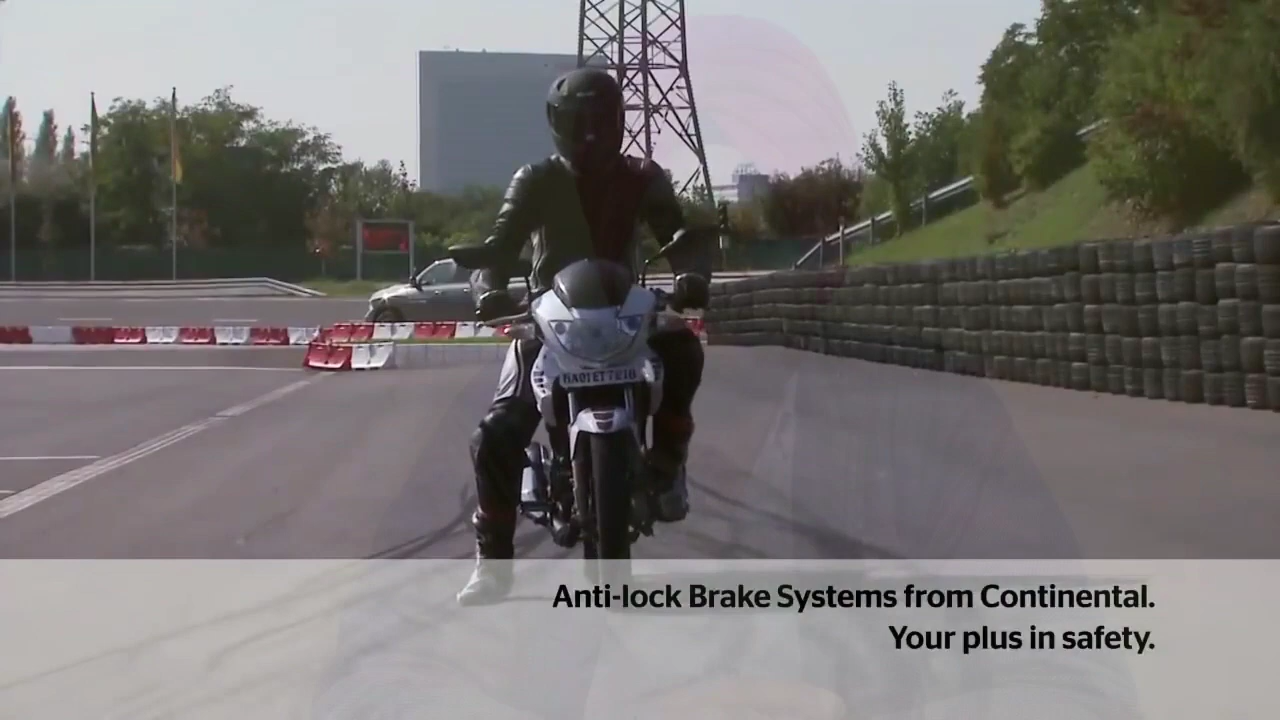 Anti-lock Brake Systems from Continental.
Your plus in safety.